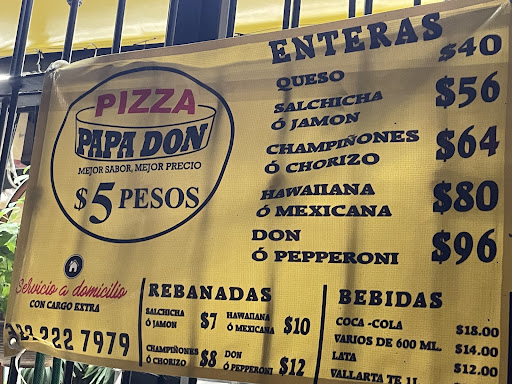 PIZZA
PAPA DON
MEJOR SABOR, MEJOR PRECIO
$5 PESOS
Servicio a domicilio
CON CARGO EXTRA
222 7979
ENTERAS
QUESO $40
SALCHICHA
Ó JAMON $56
CHAMPIÑONES
Ó CHORIZO $64
HAWAIIANA
Ó MEXICANA $80
DON
Ó PEPPERONI $96
REBANADAS
SALCHICHA
Ó JAMON $7
HAWAIIANA
Ó MEXICANA $10
CHAMPIÑONES
Ó CHORIZO $8
DON
Ó PEPPERONI $12
BEBIDAS
COCA -COLA $18.00
VARIOS DE 600 ML. $14.00
LATA $12.00
VALLARTA TE 1L